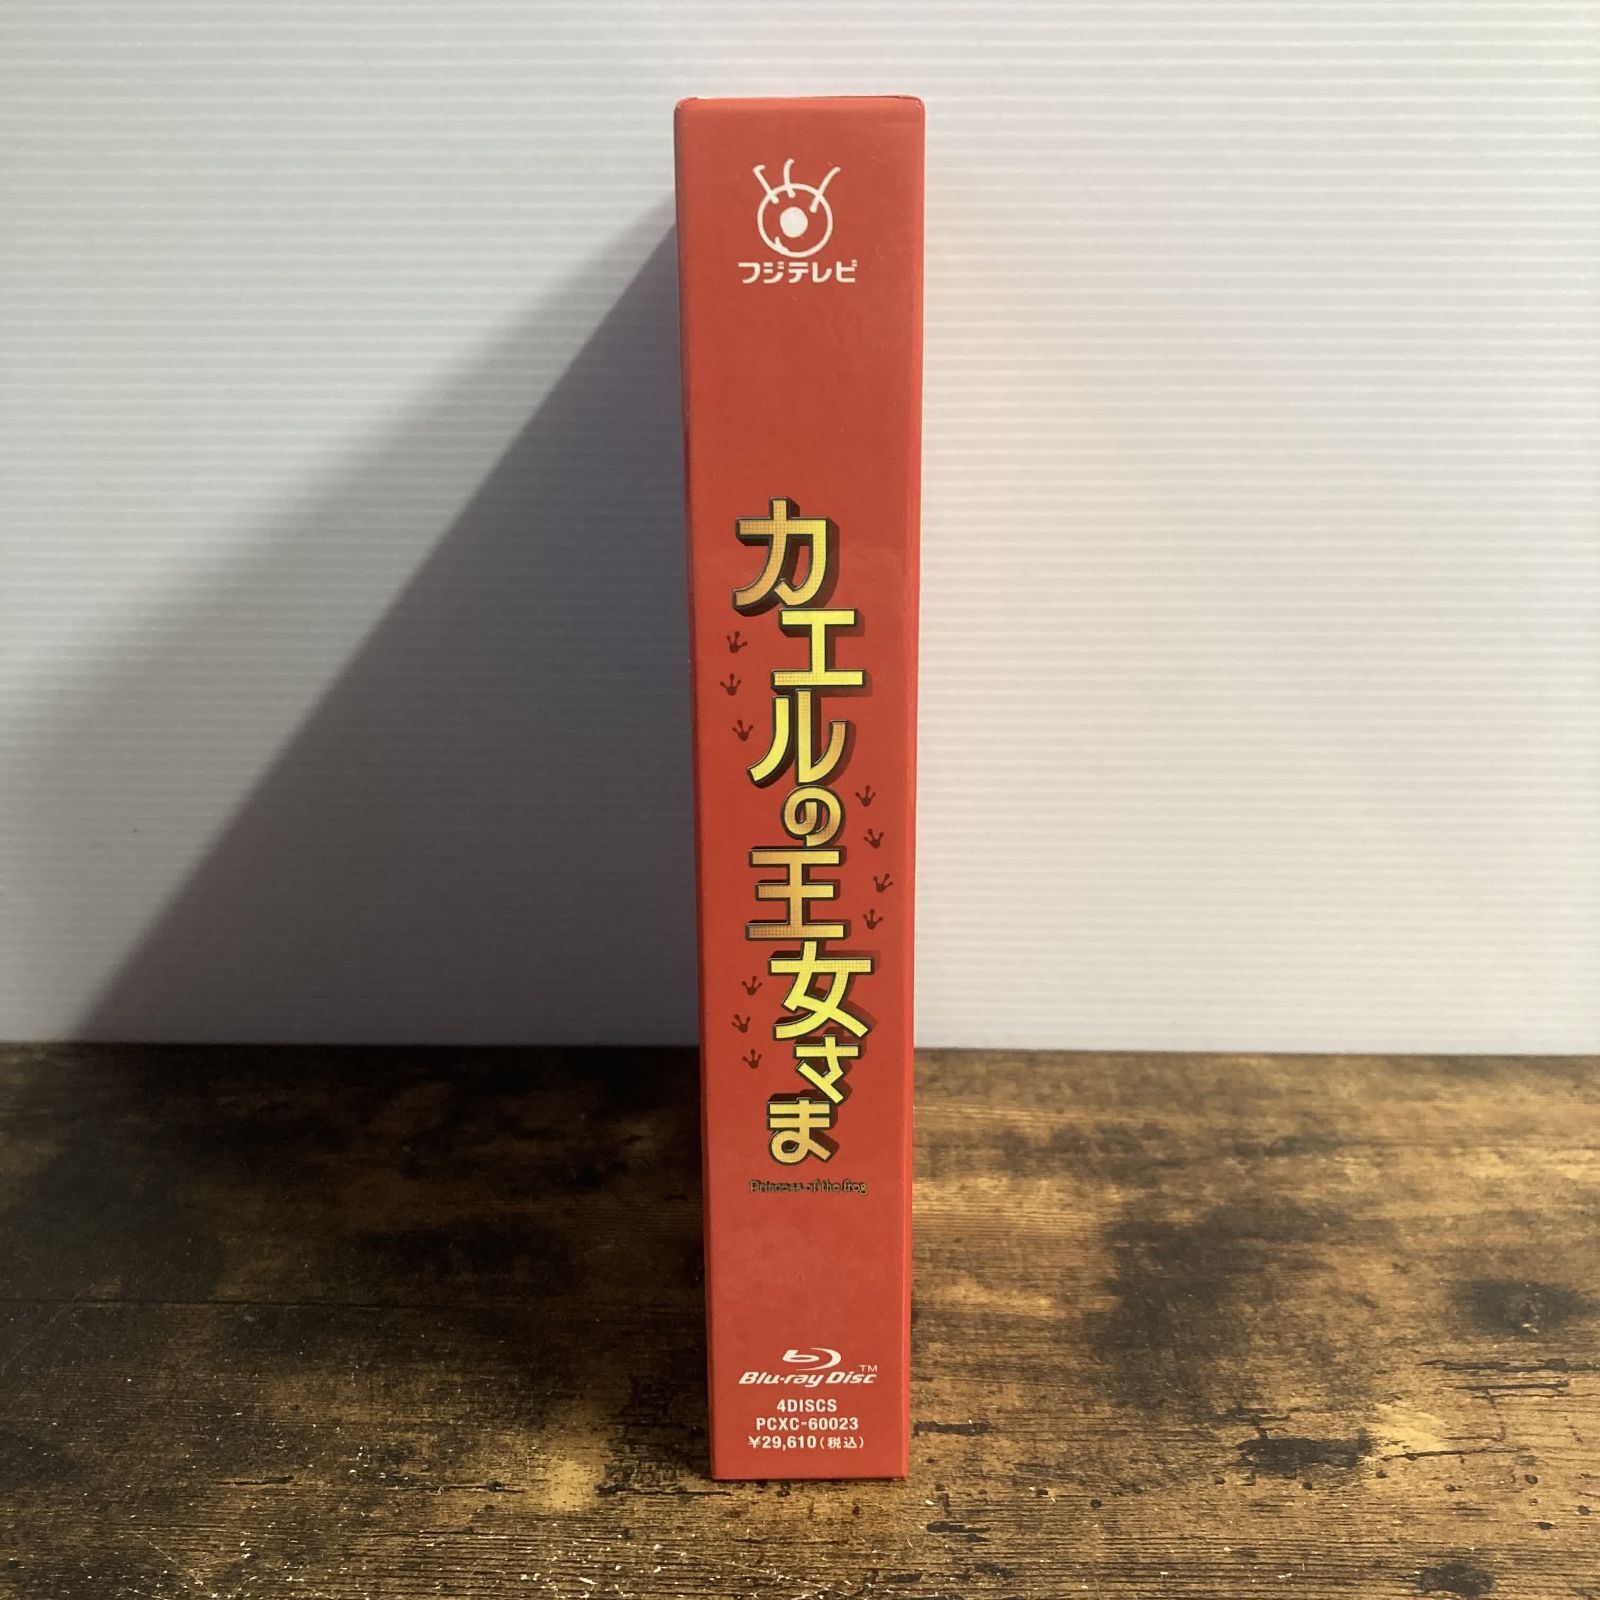 フジテレビ
カエルの王女さま
Princess of the frog
Blu-ray Disc™
4DISCS
PCXC-60023
¥29,610(税込)